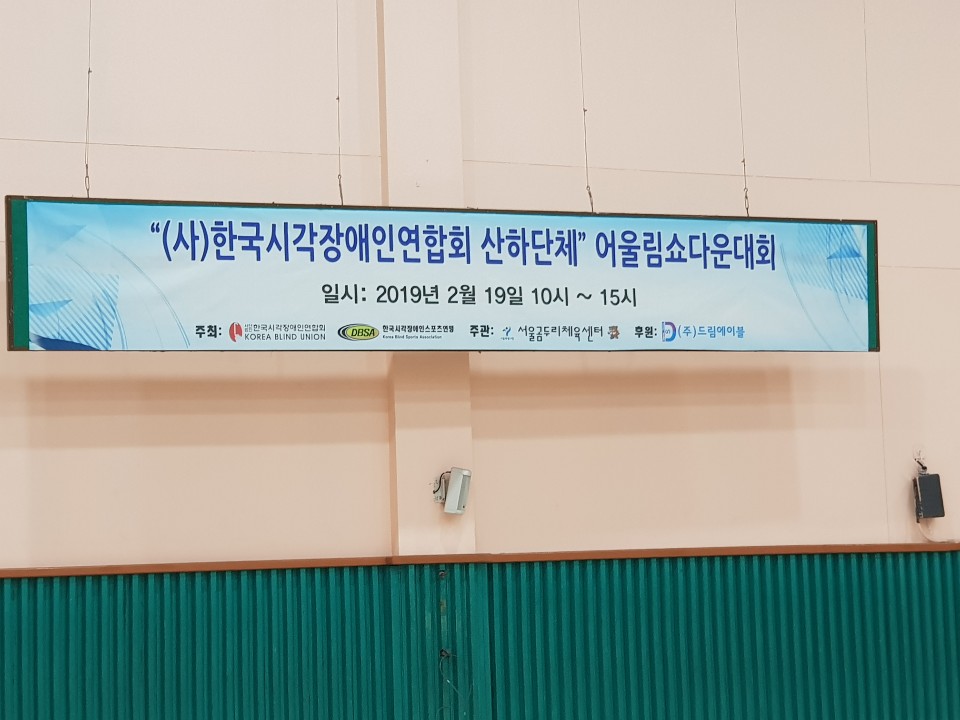 "(사)한국시각장애인연합회 산하단체" 어울림쇼다운대회
일시: 2019년 2월 19일 10시 ~ 15시
주최: 한국시각장애인연합회 KOREA BLIND UNION DBSA 한국시각장애인스포츠연맹 Korea Blind Sports Association 주관: 서울곰두리체육센터 후원: (주)드림에이블